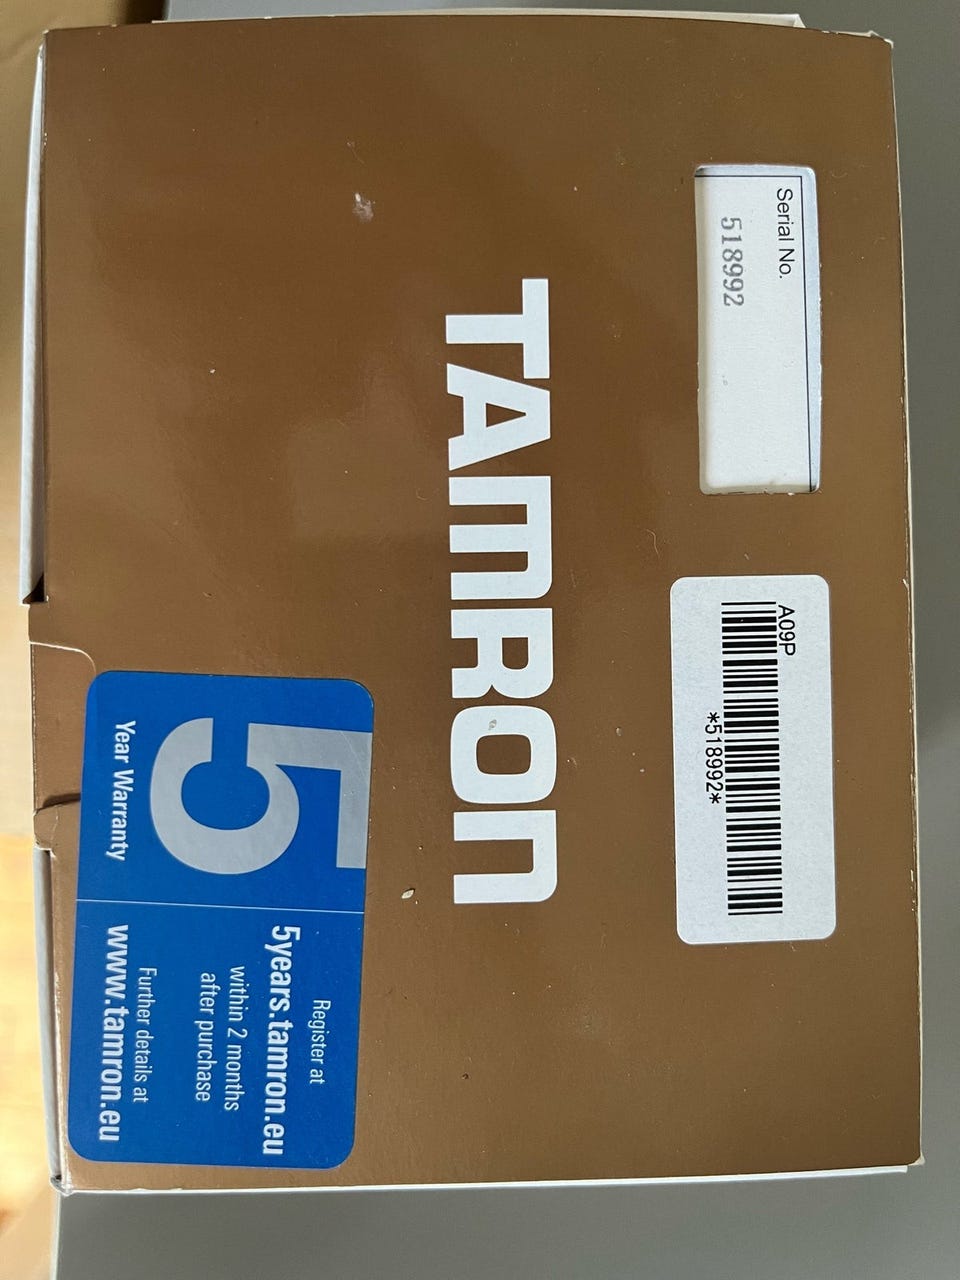 Serial No.
518992
TAMRON
A09P
*518992*
5
Year Warranty
Register at
5years.tamron.eu
within 2 months
after purchase
Further details at
www.tamron.eu